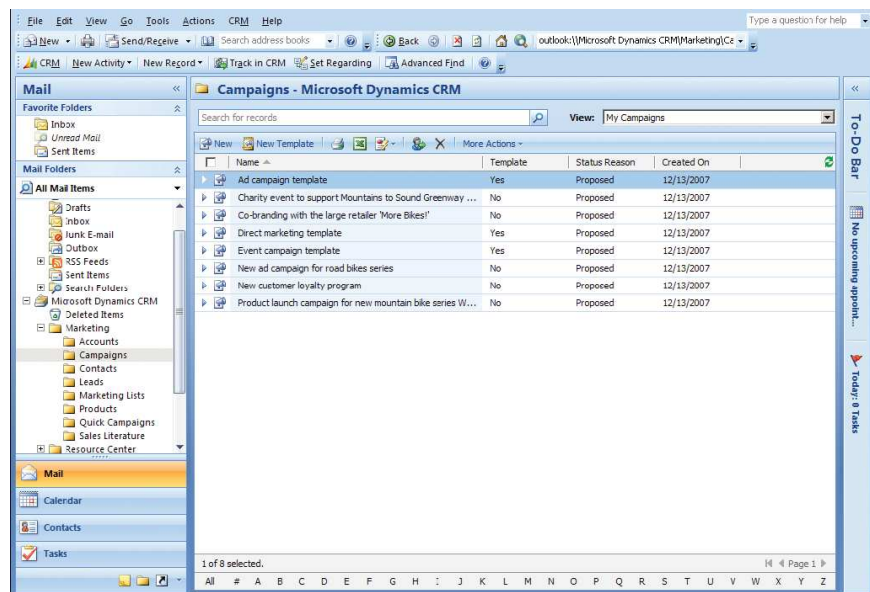 File Edit View Go Tools Actions CRM Help
Type a question for help
New Send/Receive Search address books Back outlook:\\Microsoft Dynamics CRM\Marketing\Ca
CRM New Activity New Record Track in CRM Set Regarding Advanced Find
Mail
Favorite Folders
Inbox
Unread Mail
Sent Items
Mail Folders
All Mail Items
Drafts
Inbox
Junk E-mail
Outbox
RSS Feeds
Sent Items
Search Folders
Microsoft Dynamics CRM
Deleted Items
Marketing
Accounts
Campaigns
Contacts
Leads
Marketing Lists
Products
Quick Campaigns
Sales Literature
Resource Center
Mail
Calendar
Contacts
Tasks
Campaigns - Microsoft Dynamics CRM
Search for records View: My Campaigns
New New Template More Actions
Name Template Status Reason Created On
Ad campaign template Yes Proposed 12/13/2007
Charity event to support Mountains to Sound Greenway ... No Proposed 12/13/2007
Co-branding with the large retailer 'More Bikes!' No Proposed 12/13/2007
Direct marketing template Yes Proposed 12/13/2007
Event campaign template Yes Proposed 12/13/2007
New ad campaign for road bikes series No Proposed 12/13/2007
New customer loyalty program No Proposed 12/13/2007
Product launch campaign for new mountain bike series W... No Proposed 12/13/2007
1 of 8 selected. Page 1
All # A B C D E F G H I J K L M N O P Q R S T U V W X Y Z
To-Do Bar
No upcoming appoint...
Today: 0 Tasks